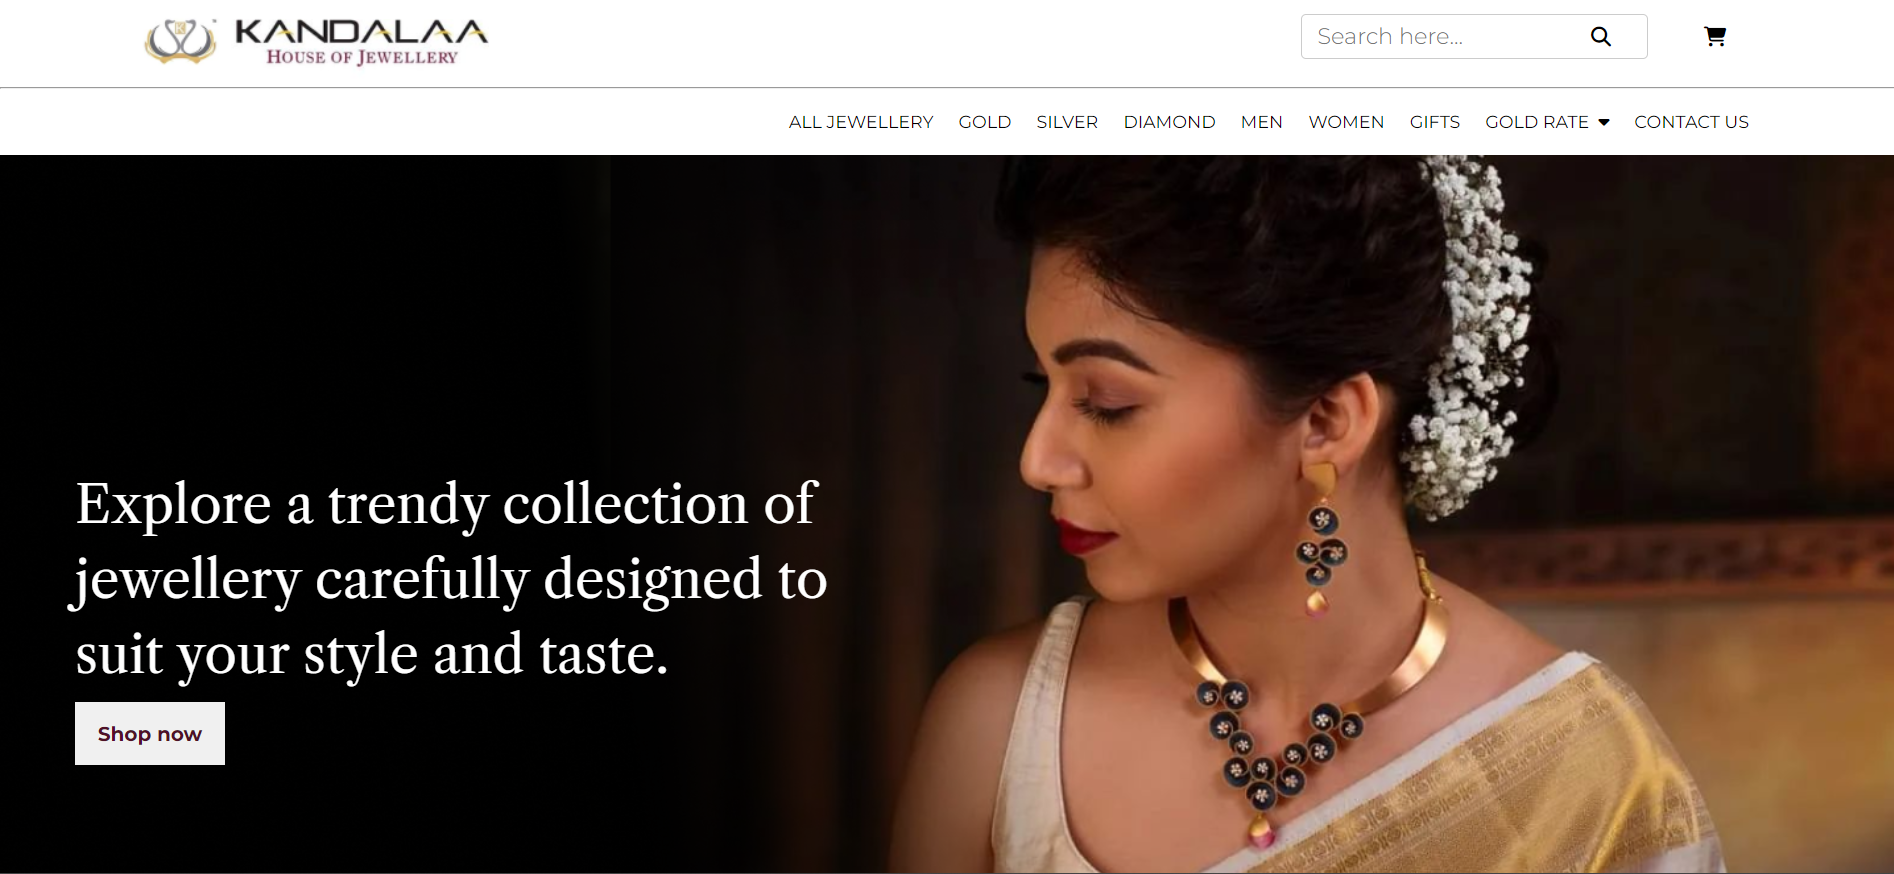 KANDALAA
HOUSE OF JEWELLERY
Search here...
ALL JEWELLERY GOLD SILVER DIAMOND MEN WOMEN GIFTS GOLD RATE CONTACT US
Explore a trendy collection of
jewellery carefully designed to
suit your style and taste.
Shop now